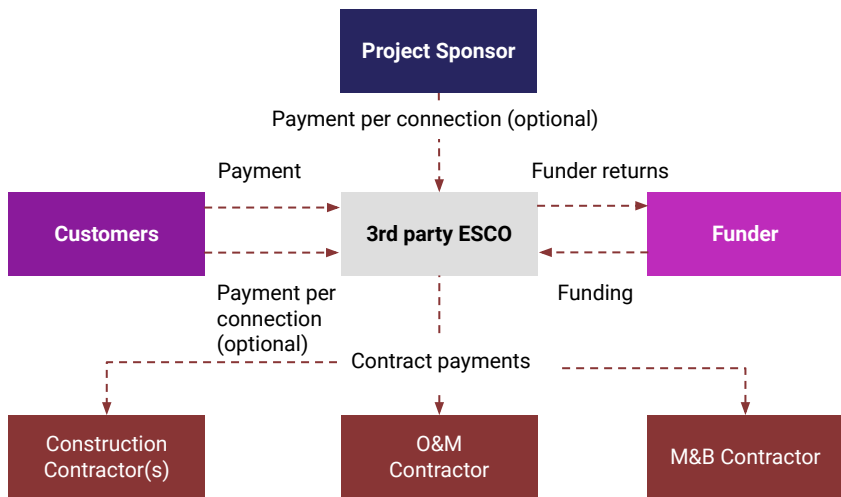 Project Sponsor
Payment per connection (optional)
Payment
Funder returns
Customers
3rd party ESCO
Funder
Payment per
connection
(optional)
Funding
Contract payments
Construction
Contractor(s)
O&M
Contractor
M&B Contractor